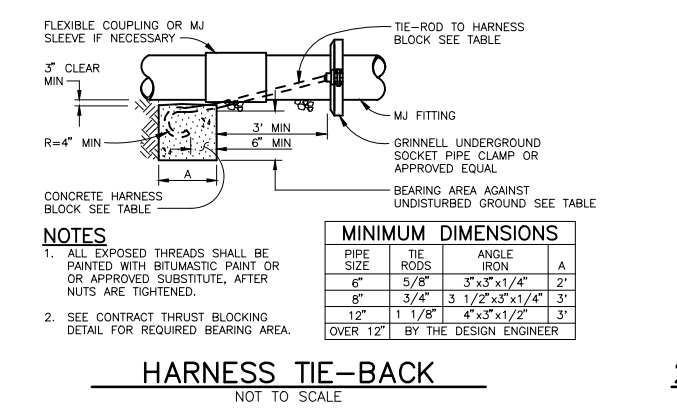 FLEXIBLE COUPLING OR MJ
SLEEVE IF NECESSARY
TIE-ROD TO HARNESS
BLOCK SEE TABLE
3" CLEAR
MIN
MJ FITTING
3' MIN
R=4" MIN
6" MIN
GRINNELL UNDERGROUND
SOCKET PIPE CLAMP OR
APPROVED EQUAL
A
BEARING AREA AGAINST
UNDISTURBED GROUND SEE TABLE
CONCRETE HARNESS
BLOCK SEE TABLE
NOTES
1. ALL EXPOSED THREADS SHALL BE
PAINTED WITH BITUMASTIC PAINT OR
OR APPROVED SUBSTITUTE, AFTER
NUTS ARE TIGHTENED.
2. SEE CONTRACT THRUST BLOCKING
DETAIL FOR REQUIRED BEARING AREA.
MINIMUM DIMENSIONS
PIPE SIZE TIE RODS ANGLE IRON A
6" 5/8" 3"x3"x1/4" 2'
8" 3/4" 3 1/2"x3"x1/4" 3'
12" 1 1/8" 4"x3"x1/2" 3'
OVER 12" BY THE DESIGN ENGINEER
HARNESS TIE-BACK
NOT TO SCALE